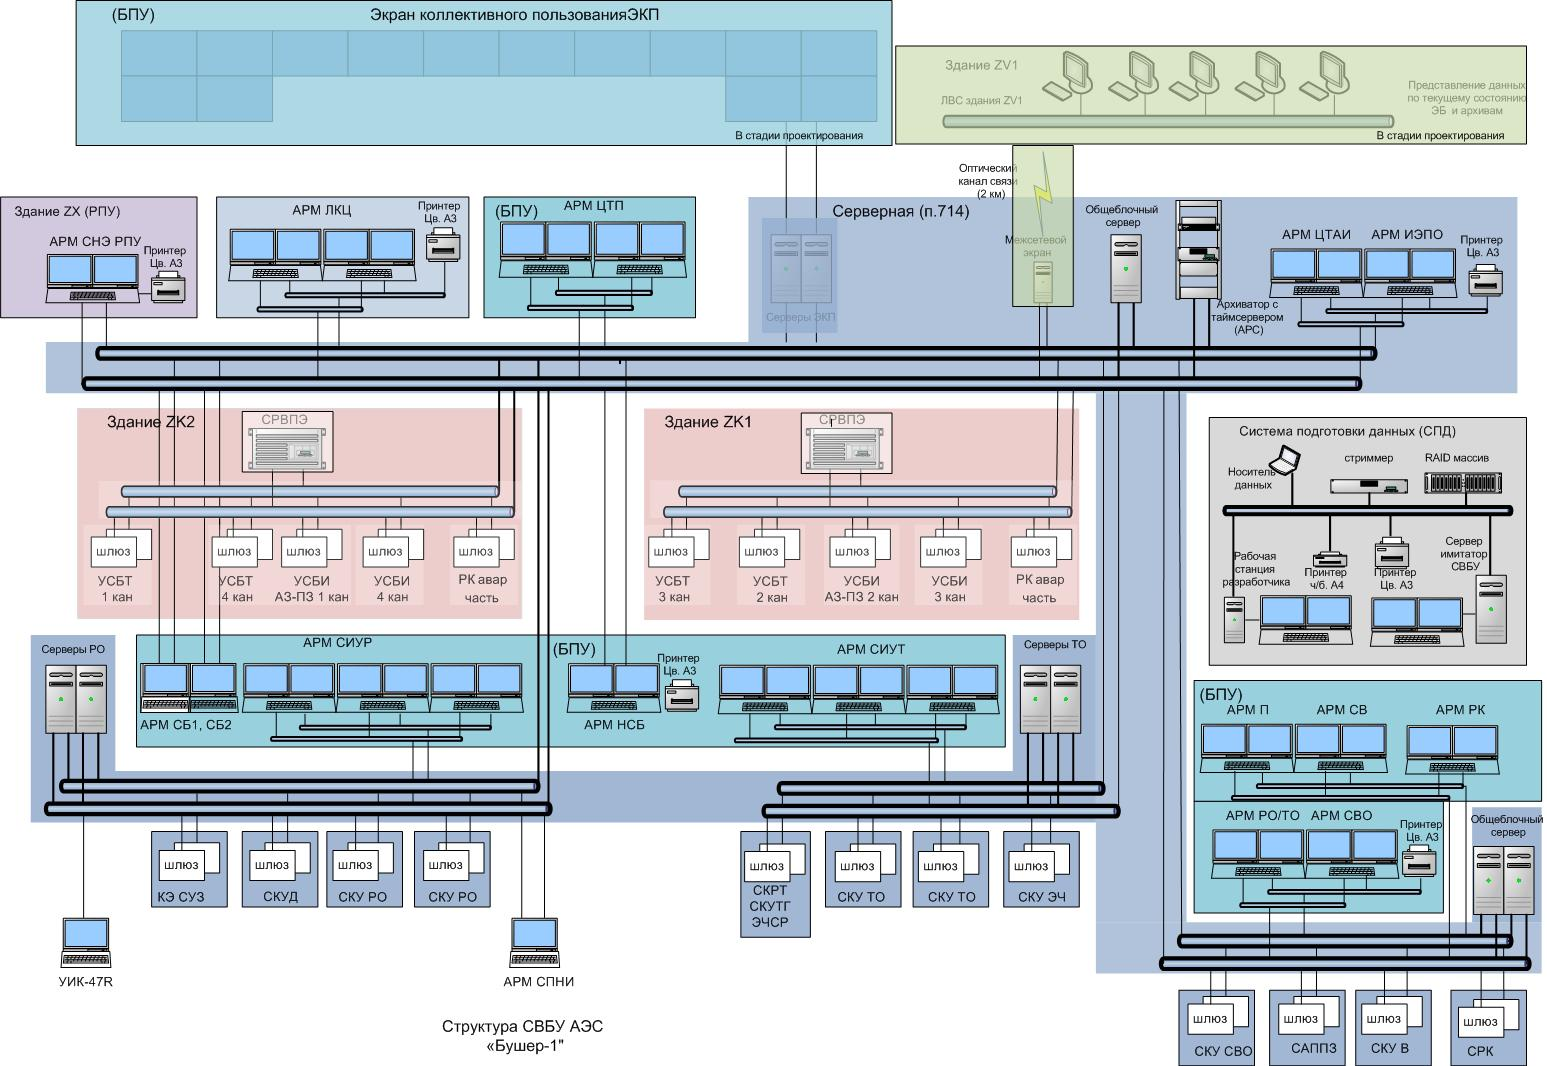 (БПУ)
Экран коллективного пользованияЭКП
В стадии проектирования
Здание ZV1
ЛВС здания ZV1
Представление данных
по текущему состоянию
ЭБ и архивам
В стадии проектирования
Оптический
канал связи
(2 км)
Здание ZX (РПУ)
АРМ СНЭ РПУ
Принтер
Цв. А3
АРМ ЛКЦ
Принтер
Цв. А3
(БПУ)
АРМ ЦТП
Серверная (п.714)
Серверы ЭКП
Межсетевой
экран
Общеблочный
сервер
Архиватор с
таймсервером
(АРС)
АРМ ЦТАИ
АРМ ИЭПО
Принтер
Цв. А3
Здание ZK2
СРВПЭ
шлюз
УСБТ
1 кан
шлюз
УСБТ
4 кан
шлюз
УСБИ
АЗ-ПЗ 1 кан
шлюз
УСБИ
4 кан
шлюз
РК авар
часть
Здание ZK1
СРВПЭ
шлюз
УСБТ
3 кан
шлюз
УСБТ
2 кан
шлюз
УСБИ
АЗ-ПЗ 2 кан
шлюз
УСБИ
3 кан
шлюз
РК авар
часть
Система подготовки данных (СПД)
Носитель
данных
стриммер
RAID массив
Рабочая
станция
разработчика
Принтер
ч/б. А4
Принтер
Цв. А3
Сервер
имитатор
СВБУ
Серверы РО
АРМ СИУР
АРМ СБ1, СБ2
(БПУ)
АРМ НСБ
Принтер
Цв. А3
АРМ СИУТ
Серверы ТО
(БПУ)
АРМ П
АРМ СВ
АРМ РК
АРМ РО/ТО
АРМ СВО
Принтер
Цв. А3
Общеблочный
сервер
шлюз
КЭ СУЗ
шлюз
СКУД
шлюз
СКУ РО
шлюз
СКУ РО
шлюз
СКРТ
СКУТГ
ЭЧСР
шлюз
СКУ ТО
шлюз
СКУ ТО
шлюз
СКУ ЭЧ
УИК-47R
АРМ СПНИ
шлюз
СКУ СВО
шлюз
САППЗ
шлюз
СКУ В
шлюз
СРК
Структура СВБУ АЭС
«Бушер-1"